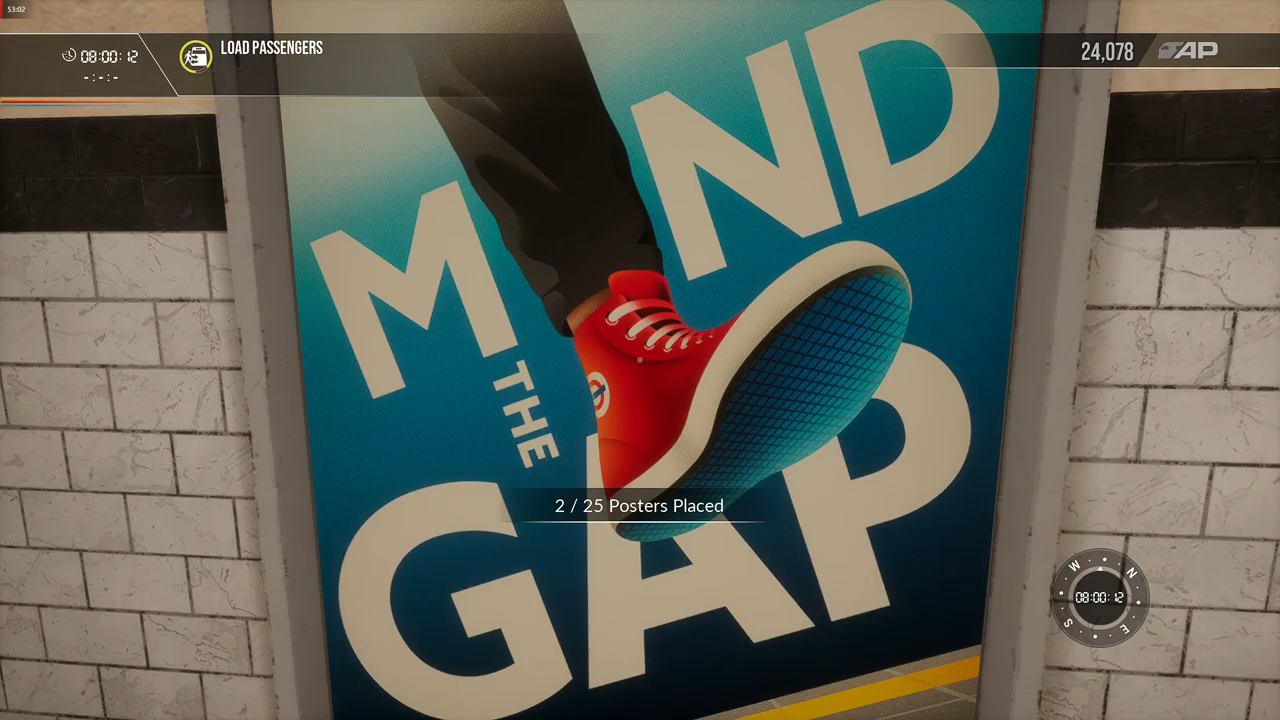 53:02
08:00:12
-:-:-
LOAD PASSENGERS
24,078
AP
M ND
THE
GAP
2 / 25 Posters Placed
W N
08:00:12
S E